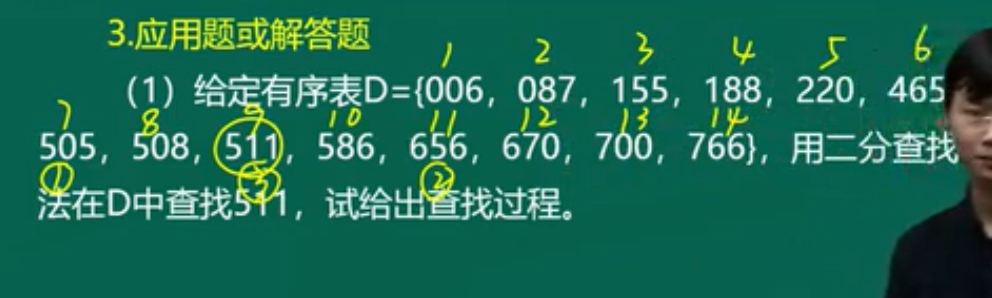 3.应用题或解答题
1 2 3 4 5 6
（1）给定有序表D={006，087，155，188，220，465
7 8 9 10 11 12 13 14
505，508，511，586，656，670，700，766}，用二分查找
① ③ ②
法在D中查找511，试给出查找过程。